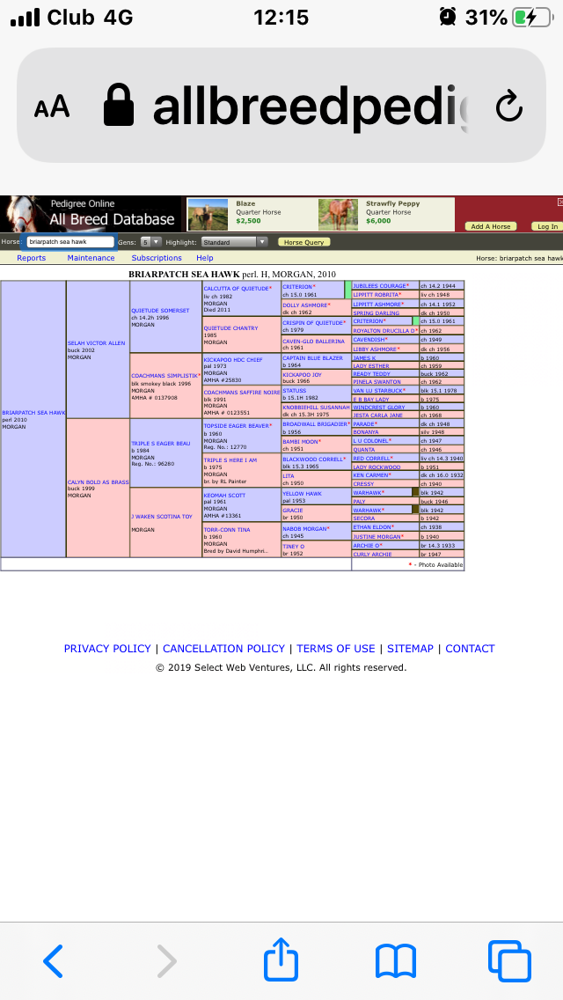 Club 4G 12:15 31%
AA allbreedpedi
Pedigree Online
All Breed Database
Blaze
Quarter Horse
$2,500
Strawfly Peppy
Quarter Horse
$6,000
Add A Horse Log In
Horse: briarpatch sea hawk Gens: 5 Highlight: Standard Horse Query
Reports Maintenance Subscriptions Help Horse: briarpatch sea hawk
BRIARPATCH SEA HAWK perl. H, MORGAN, 2010
BRIARPATCH SEA HAWK
perl 2010
MORGAN
SELAH VICTOR ALLEN
buck 2002
MORGAN
CALYN BOLD AS BRASS
buck 1999
MORGAN
QUIETUDE SOMERSET
ch 14.2h 1996
MORGAN
COACHMANS SIMPLISTIK*
blk smokey black 1996
MORGAN
AMHA # 0137908
TRIPLE S EAGER BEAU
b 1984
MORGAN
Reg. No.: 96280
J WAKEN SCOTINA TOY
MORGAN
CALCUTTA OF QUIETUDE*
liv ch 1982
MORGAN
Died 2011
QUIETUDE CHANTRY
1985
MORGAN
KICKAPOO HDC CHIEF
pal 1973
MORGAN
AMHA #25830
COACHMANS SAFFIRE NOIRE
blk 1991
MORGAN
AMHA # 0123551
TOPSIDE EAGER BEAVER*
b 1960
MORGAN
Reg. No.: 12770
TRIPLE S HERE I AM
b 1975
MORGAN
br. by RL Painter
KEOMAH SCOTT
pal 1961
MORGAN
AMHA #13361
TORR-CONN TINA
b 1960
MORGAN
Bred by David Humphri...
CRITERION*
ch 15.0 1961
DOLLY ASHMORE*
dk ch 1962
CRISPIN OF QUIETUDE*
ch 1979
CAVEN-GLO BALLERINA
ch 1961
CAPTAIN BLUE BLAZER
b 1964
KICKAPOO JOY
buck 1966
STATUSS
b 15.1H 1982
KNOBBIEHILL SUSANNAH
dk ch 15.3H 1975
BROADWALL BRIGADIER*
b 1956
BAMBI MOON*
ch 1951
BLACKWOOD CORRELL*
blk 15.3 1965
LITA
ch 1950
YELLOW HAWK
pal 1953
GRACIE
br 1950
NABOB MORGAN*
ch 1945
TINEY O
br 1952
JUBILEES COURAGE* ch 14.2 1944
LIPPITT ROBRITA* liv ch 1948
LIPPITT ASHMORE* ch 14.1 1952
SPRING DARLING dk ch 1950
CRITERION* ch 15.0 1961
ROYALTON DRUCILLA D* ch 1962
CAVENDISH* ch 1949
LIBBY ASHMORE* dk ch 1956
JAMES K b 1960
LADY ESTHER ch 1959
READY TEDDY buck 1962
PINELA SWANTON ch 1962
VAN LU STARBUCK* blk 15.1 1978
E B BAY LADY b 1975
WINDCREST GLORY b 1960
JESTA CARLA JANE ch 1968
PARADE* dk ch 1948
BONANYA silv 1948
L U COLONEL* ch 1947
QUANTA ch 1946
RED CORRELL* liv ch 14.3 1940
LADY ROCKWOOD b 1951
KEN CARMEN* dk ch 16.0 1932
CRESSY ch 1940
WARHAWK* blk 1942
PALY buck 1946
WARHAWK* blk 1942
SECORA b 1942
ETHAN ELDON* ch 1938
JUSTINE MORGAN* b 1940
ARCHIE O* br 14.3 1933
CURLY ARCHIE br 1947
* - Photo Available
PRIVACY POLICY | CANCELLATION POLICY | TERMS OF USE | SITEMAP | CONTACT
© 2019 Select Web Ventures, LLC. All rights reserved.